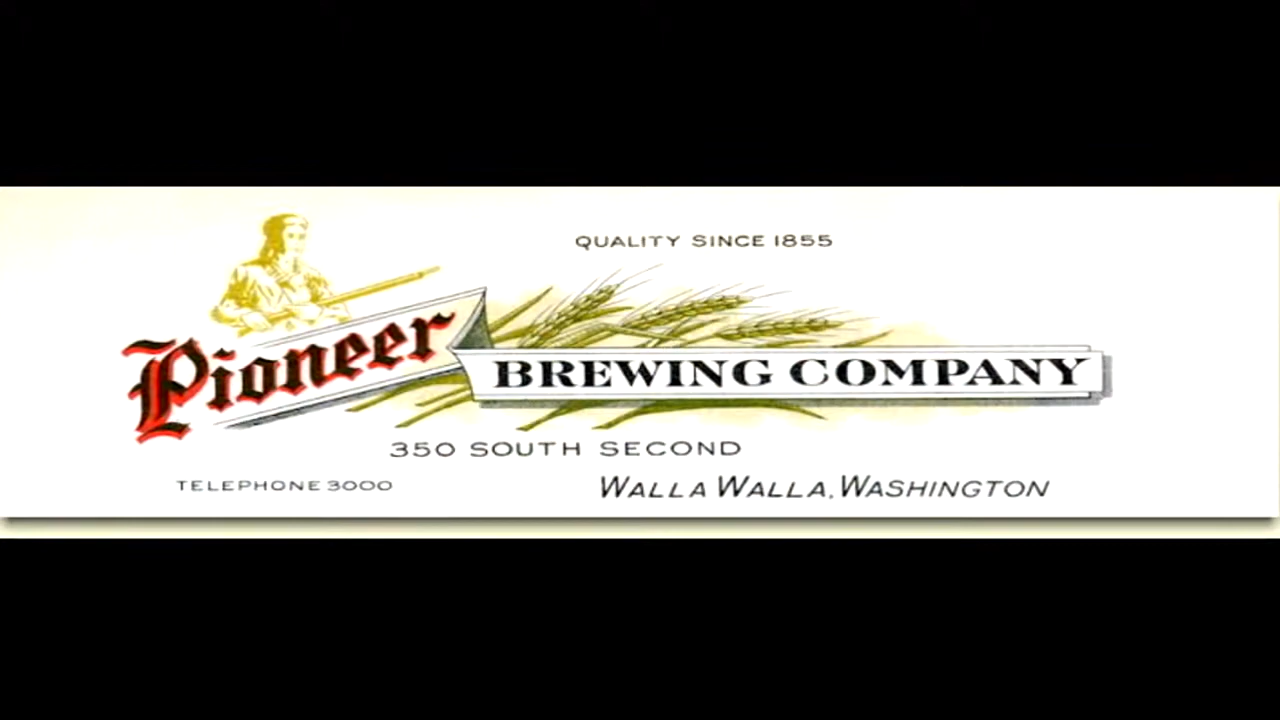 QUALITY SINCE 1855
Pioneer BREWING COMPANY
350 SOUTH SECOND
TELEPHONE 3000
WALLA WALLA, WASHINGTON